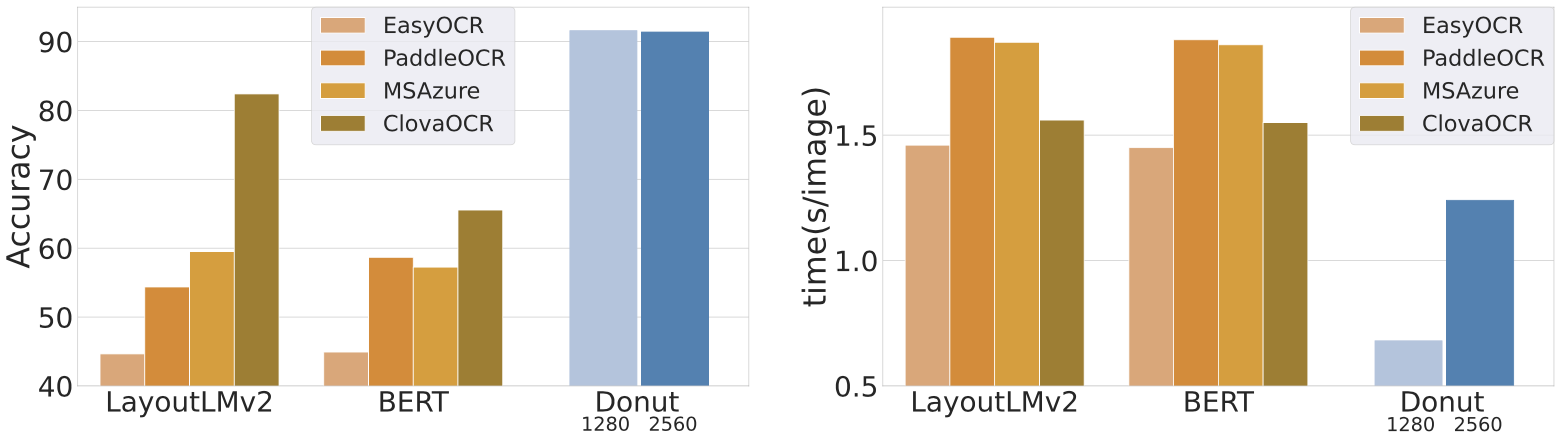 Accuracy
90
80
70
60
50
40
EasyOCR
PaddleOCR
MSAzure
ClovaOCR
LayoutLMv2 BERT Donut
1280 2560
time(s/image)
1.5
1.0
0.5
EasyOCR
PaddleOCR
MSAzure
ClovaOCR
LayoutLMv2 BERT Donut
1280 2560